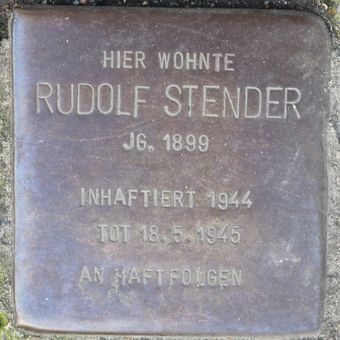 HIER WOHNTE
RUDOLF STENDER
JG. 1899
INHAFTIERT 1944
TOT 18.5.1945
AN HAFTFOLGEN